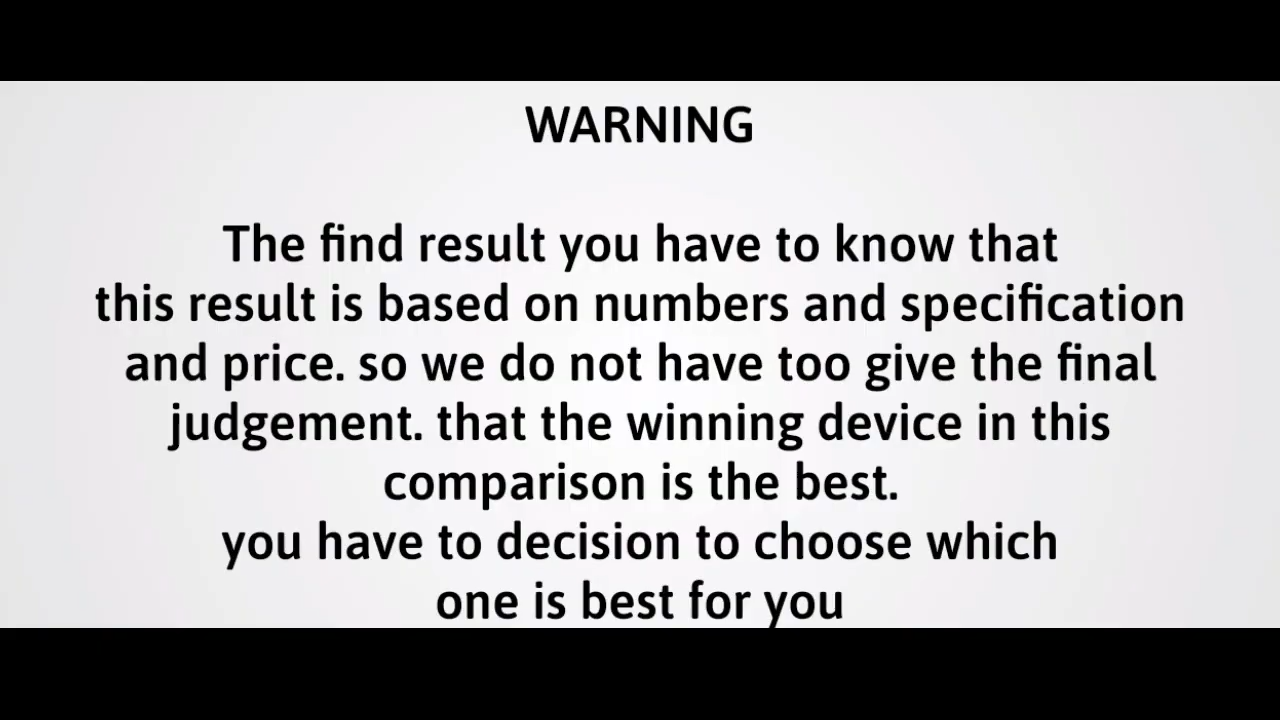 WARNING
The find result you have to know that
this result is based on numbers and specification
and price. so we do not have too give the final
judgement. that the winning device in this
comparison is the best.
you have to decision to choose which
one is best for you